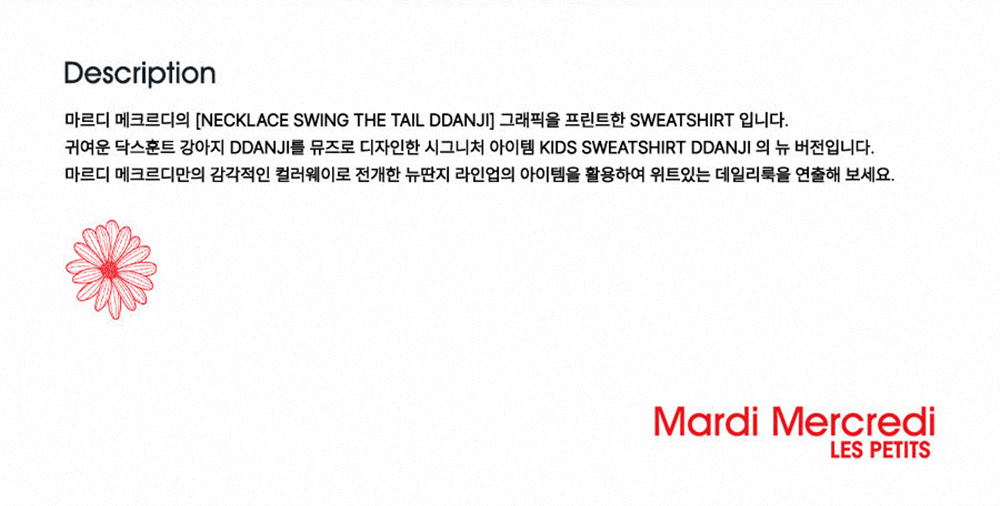 Description
마르디 메크르디의 [NECKLACE SWING THE TAIL DDANJI] 그래픽을 프린트한 SWEATSHIRT 입니다.
귀여운 닥스훈트 강아지 DDANJI를 뮤즈로 디자인한 시그니처 아이템 KIDS SWEATSHIRT DDANJI 의 뉴 버전입니다.
마르디 메크르디만의 감각적인 컬러웨이로 전개한 뉴딴지 라인업의 아이템을 활용하여 위트있는 데일리룩을 연출해 보세요.
Mardi Mercredi
LES PETITS